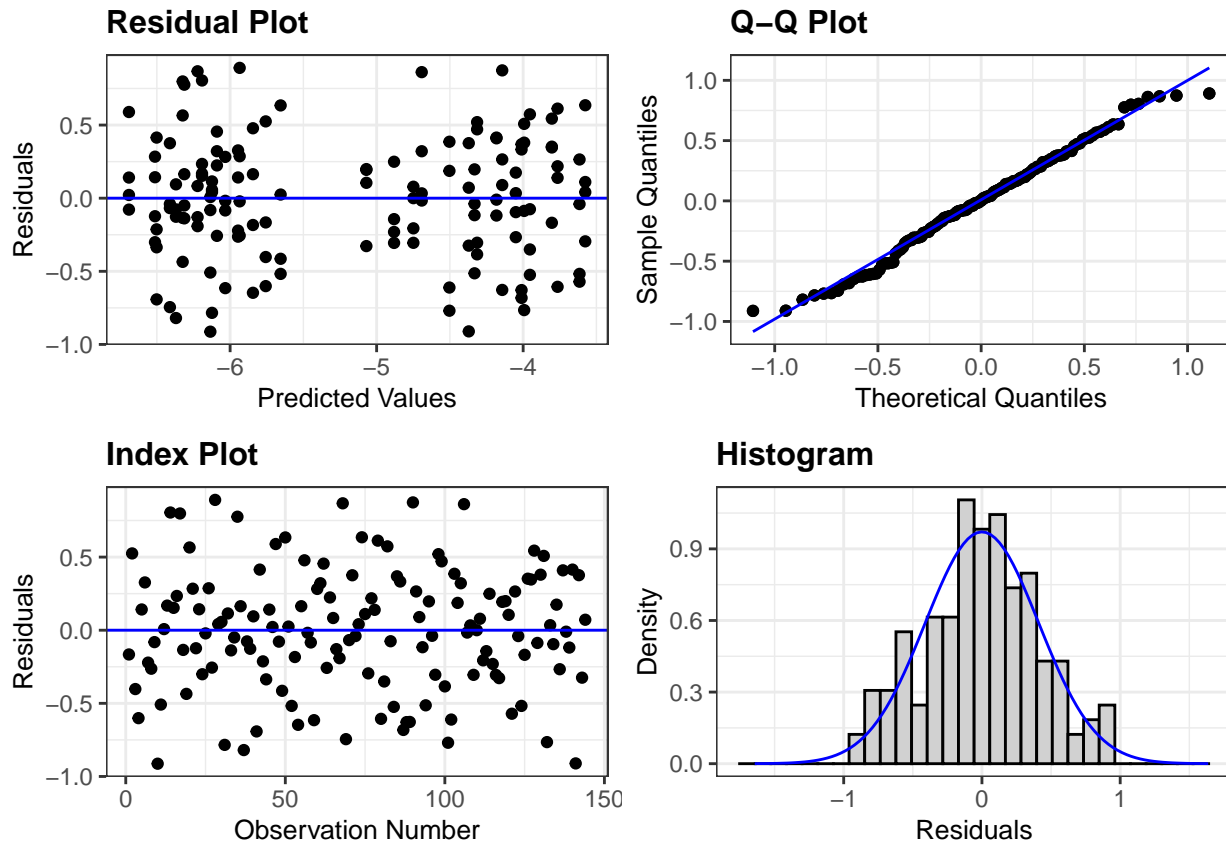 Residual Plot
0.5
0.0
−0.5
−1.0
Residuals
−6
−5
−4
Predicted Values
Q−Q Plot
1.0
0.5
0.0
−0.5
−1.0
Sample Quantiles
−1.0
−0.5
0.0
0.5
1.0
Theoretical Quantiles
Index Plot
0.5
0.0
−0.5
−1.0
Residuals
0
50
100
150
Observation Number
Histogram
0.9
0.6
0.3
0.0
Density
−1
0
1
Residuals